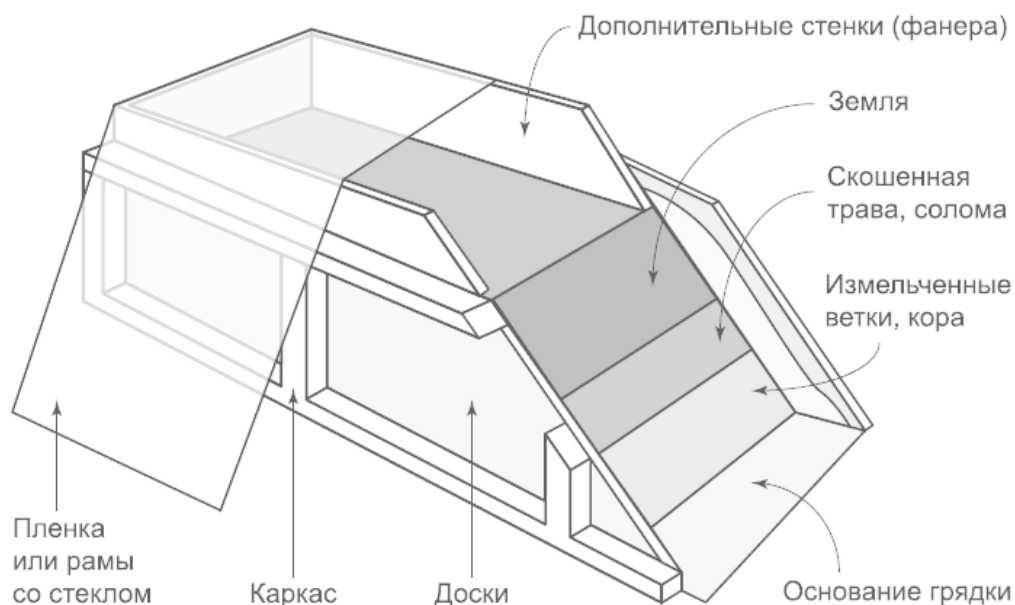 Дополнительные стенки (фанера)
Земля
Скошенная
трава, солома
Измельченные
ветки, кора
Пленка
или рамы
со стеклом
Каркас
Доски
Основание грядки